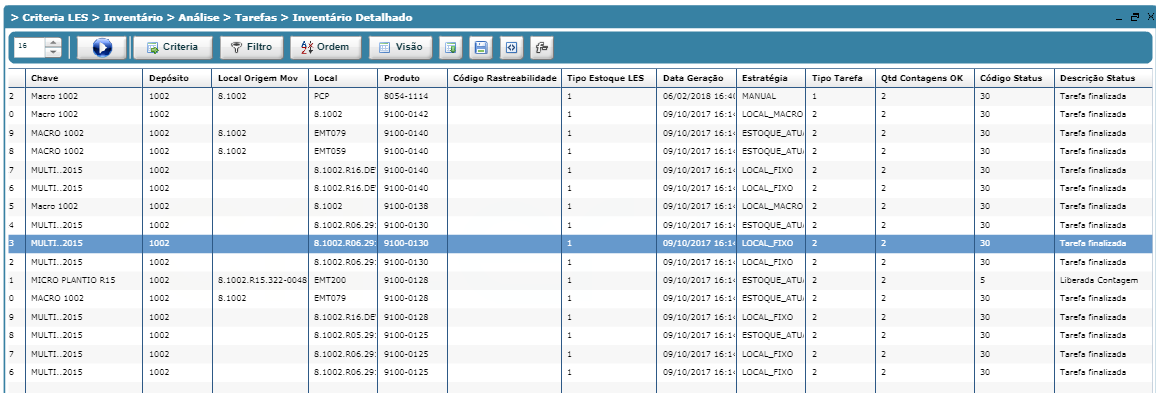 > Criteria LES > Inventário > Análise > Tarefas > Inventário Detalhado
16 Criteria Filtro Ordem Visão
Chave Depósito Local Origem Mov Local Produto Código Rastreabilidade Tipo Estoque LES Data Geração Estratégia Tipo Tarefa Qtd Contagens OK Código Status Descrição Status
2 Macro 1002 1002 8.1002 PCP 8054-1114 1 06/02/2018 16:40 MANUAL 1 2 30 Tarefa finalizada
0 Macro 1002 1002 8.1002 9100-0142 1 09/10/2017 16:14 LOCAL_MACRO 2 2 30 Tarefa finalizada
9 MACRO 1002 1002 8.1002 EMT079 9100-0140 1 09/10/2017 16:14 ESTOQUE_ATU 2 2 30 Tarefa finalizada
8 MACRO 1002 1002 8.1002 EMT059 9100-0140 1 09/10/2017 16:14 ESTOQUE_ATU 2 2 30 Tarefa finalizada
7 MULTI..2015 1002 8.1002.R16.DE 9100-0140 1 09/10/2017 16:14 LOCAL_FIXO 2 2 30 Tarefa finalizada
6 MULTI..2015 1002 8.1002.R16.DE 9100-0140 1 09/10/2017 16:14 LOCAL_FIXO 2 2 30 Tarefa finalizada
5 Macro 1002 1002 8.1002 9100-0138 1 09/10/2017 16:14 LOCAL_MACRO 2 2 30 Tarefa finalizada
4 MULTI..2015 1002 8.1002.R06.29 9100-0130 1 09/10/2017 16:14 ESTOQUE_ATU 2 2 30 Tarefa finalizada
3 MULTI..2015 1002 8.1002.R06.29 9100-0130 1 09/10/2017 16:14 LOCAL_FIXO 2 2 30 Tarefa finalizada
2 MULTI..2015 1002 8.1002.R06.29 9100-0130 1 09/10/2017 16:14 LOCAL_FIXO 2 2 30 Tarefa finalizada
1 MICRO PLANTIO R15 1002 8.1002.R15.322-0048 EMT200 9100-0128 1 09/10/2017 16:14 ESTOQUE_ATU 2 2 5 Liberada Contagem
0 MACRO 1002 1002 8.1002 EMT079 9100-0128 1 09/10/2017 16:14 ESTOQUE_ATU 2 2 30 Tarefa finalizada
9 MULTI..2015 1002 8.1002.R16.DE 9100-0128 1 09/10/2017 16:14 LOCAL_FIXO 2 2 30 Tarefa finalizada
8 MULTI..2015 1002 8.1002.R05.29 9100-0125 1 09/10/2017 16:14 ESTOQUE_ATU 2 2 30 Tarefa finalizada
7 MULTI..2015 1002 8.1002.R06.29 9100-0125 1 09/10/2017 16:14 LOCAL_FIXO 2 2 30 Tarefa finalizada
6 MULTI..2015 1002 8.1002.R06.29 9100-0125 1 09/10/2017 16:14 LOCAL_FIXO 2 2 30 Tarefa finalizada